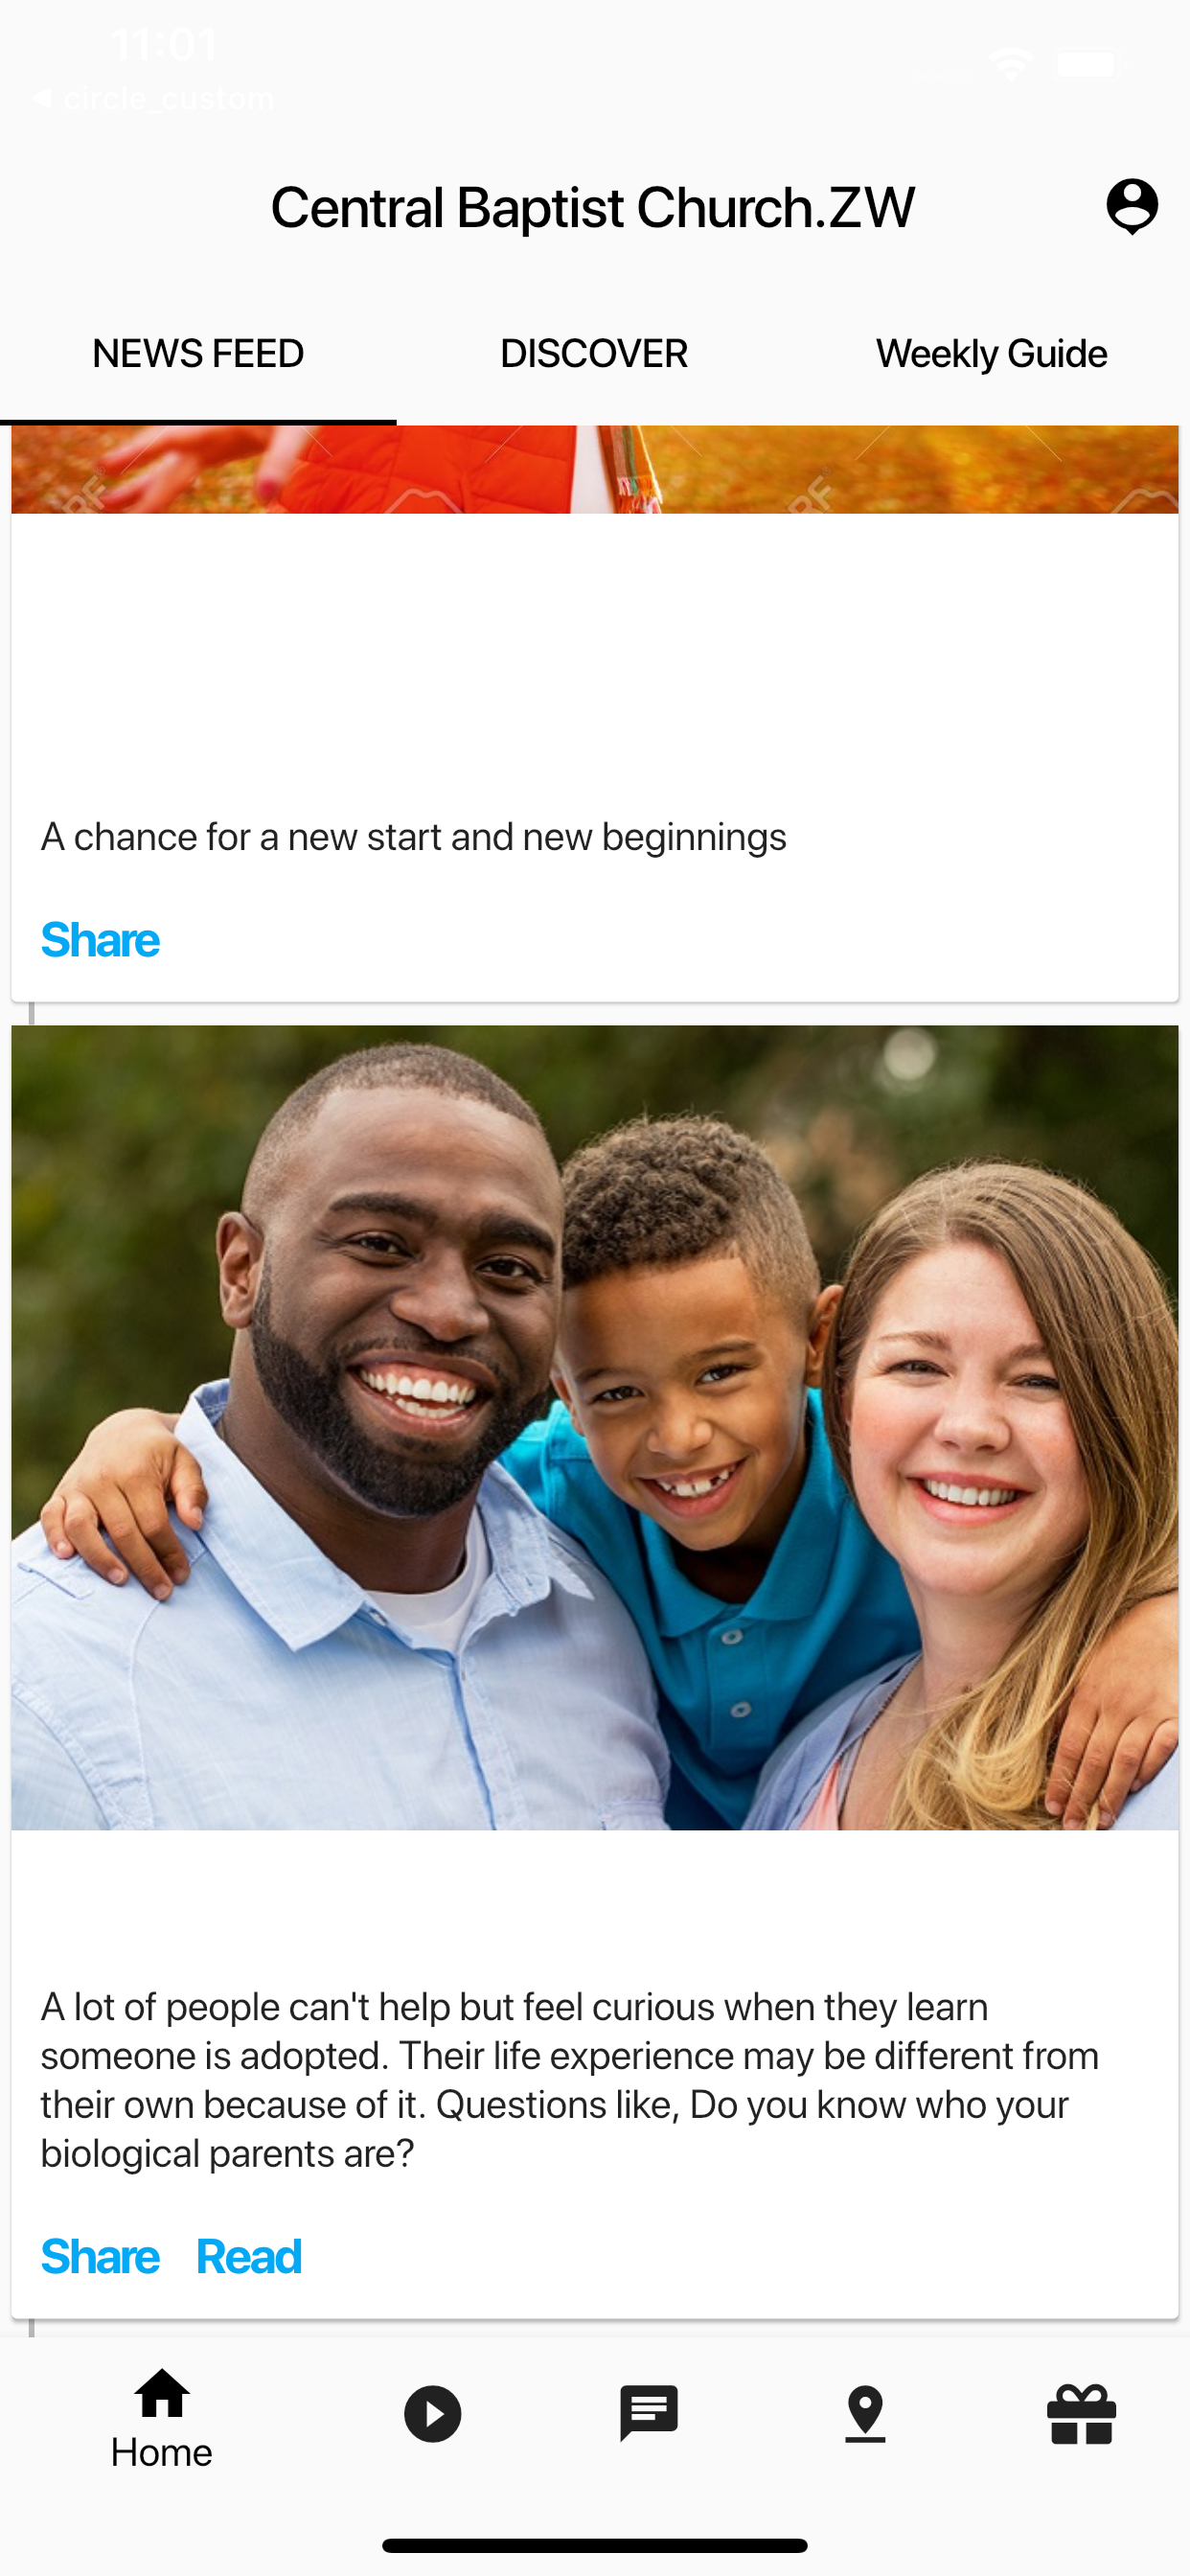 11:01
circle_custom
Central Baptist Church.ZW
NEWS FEED
DISCOVER
Weekly Guide
RF
RF
A chance for a new start and new beginnings
Share
A lot of people can't help but feel curious when they learn
someone is adopted. Their life experience may be different from
their own because of it. Questions like, Do you know who your
biological parents are?
Share Read
Home